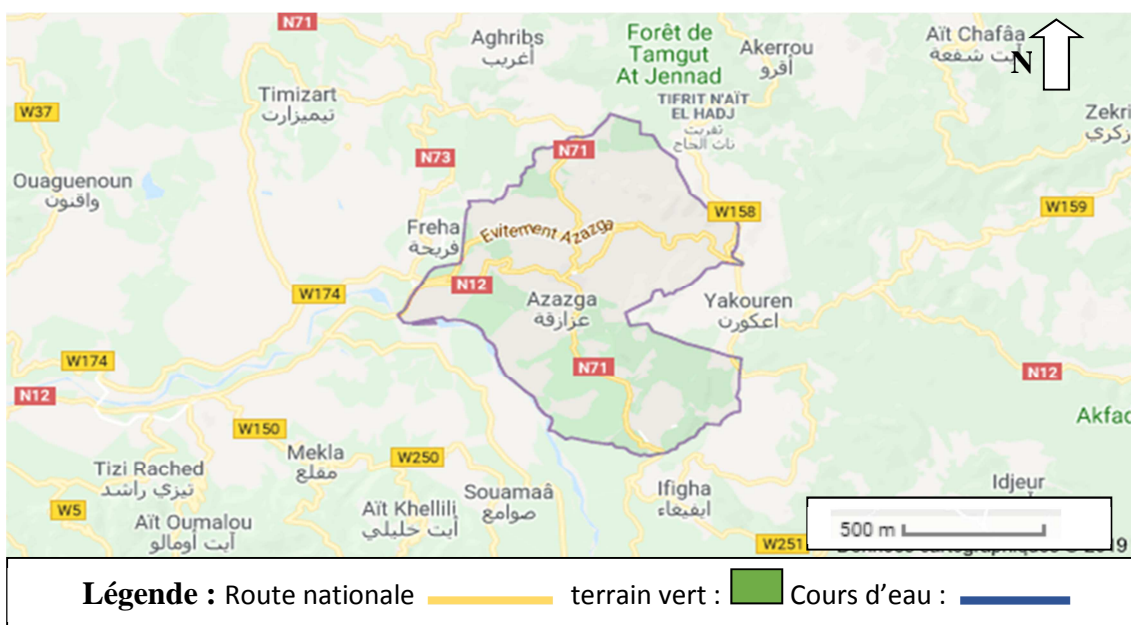 N71
Aghribs
أغريب
Forêt de
Tamgut
At Jennad
Akerrou
أقرو
Aït Chafâa
آيت شفعة
N
Timizart
تيميزارت
TIFRIT N'AÏT
EL HADJ
تفريت
نات الحاج
Zekri
زكري
W37
N73
N71
Ouaguenoun
واقنون
Freha
فريحة
Evitement Azazga
W158
W159
N12
W174
Azazga
عزازقة
Yakouren
اعكورن
W174
N71
N12
N12
Akfad
W150
Mekla
مقلع
W250
Tizi Rached
تيزي راشد
Souamaâ
صوامع
Ifigha
ايفيغاء
Idjeur
W5
Aït Khellili
آيت خليلي
Aït Oumalou
آيت أومالو
500 m
W251
2019
Légende : Route nationale terrain vert : Cours d’eau :